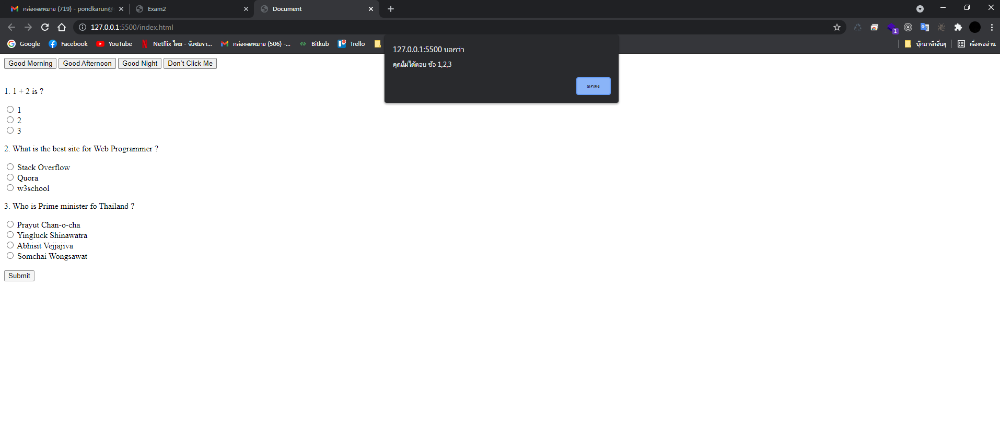 กล่องจดหมาย (719) - pondkarun@
Exam2
Document
127.0.0.1:5500/index.html
1
Google
Facebook
YouTube
Netflix ไทย - รับชมรา...
กล่องจดหมาย (506) -...
Bitkub
Trello
บุ๊กมาร์กอื่นๆ
เรื่องรออ่าน
127.0.0.1:5500 บอกว่า
คุณไม่ได้ตอบ ข้อ 1,2,3
ตกลง
Good Morning
Good Afternoon
Good Night
Don't Click Me
1. 1 + 2 is ?
1
2
3
2. What is the best site for Web Programmer ?
Stack Overflow
Quora
w3school
3. Who is Prime minister fo Thailand ?
Prayut Chan-o-cha
Yingluck Shinawatra
Abhisit Vejjajiva
Somchai Wongsawat
Submit